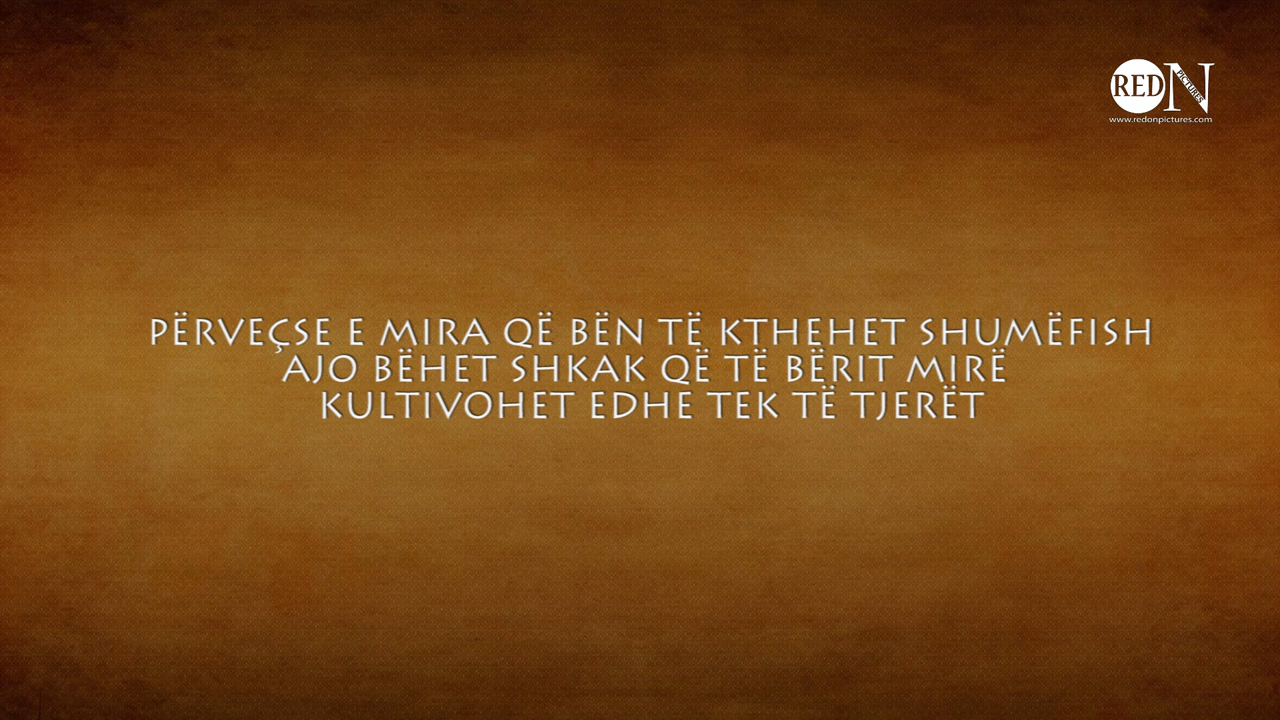 RED N
PICTURES
www.redonpictures.com
PËRVEÇSE E MIRA QË BËN TË KTHEHET SHUMËFISH
AJO BËHET SHKAK QË TË BËRIT MIRË
KULTIVOHET EDHE TEK TË TJERËT